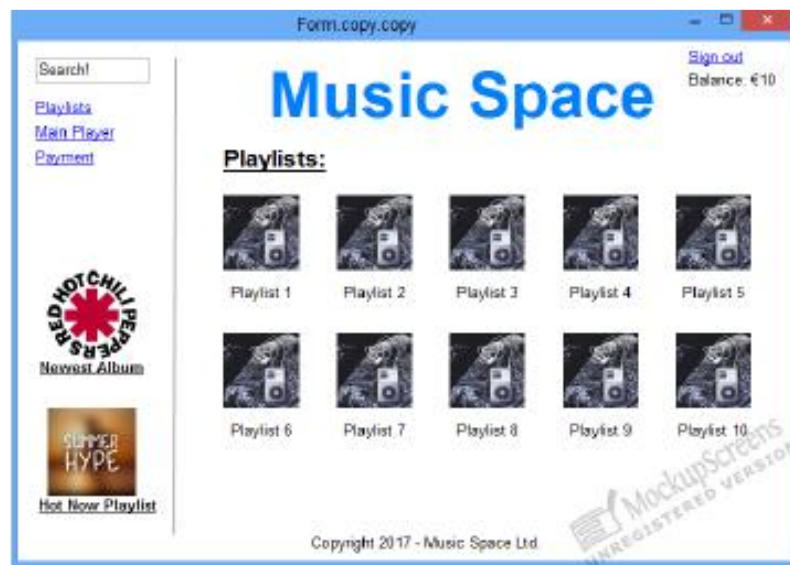 Form.copy.copy
Search!
Sign out
Balance: €10
Music Space
Playlists
Main Player
Payment
Playlists:
Playlist 1 Playlist 2 Playlist 3 Playlist 4 Playlist 5
RED HOT CHILI PEPPERS
Newest Album
Playlist 6 Playlist 7 Playlist 8 Playlist 9 Playlist 10
SUMMER
HYPE
Hot Now Playlist
Copyright 2017 - Music Space Ltd
MockupScreens
UNREGISTERED VERSION